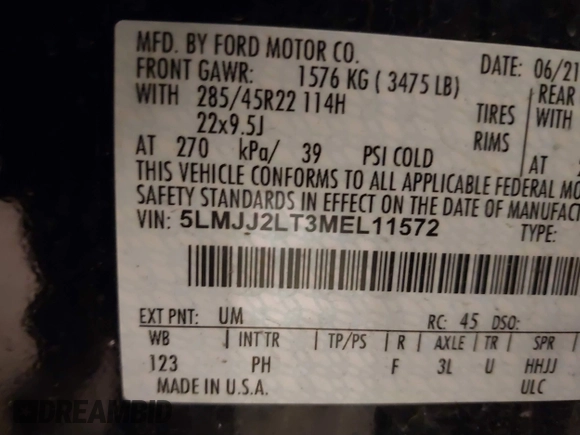 MFD. BY FORD MOTOR CO. DATE: 06/21
FRONT GAWR: 1576 KG ( 3475 LB) REAR
WITH 285/45R22 114H TIRES WITH
22x9.5J RIMS
AT 270 kPa/ 39 PSI COLD AT
THIS VEHICLE CONFORMS TO ALL APPLICABLE FEDERAL MO
SAFETY STANDARDS IN EFFECT ON THE DATE OF MANUFAC
VIN: 5LMJJ2LT3MEL11572 TYPE:
EXT PNT: UM RC: 45 DSO:
WB | INT TR | TP/PS | R | AXLE | TR | SPR
123 PH F 3L U HHJJ
MADE IN U.S.A. ULC
DREAMBID